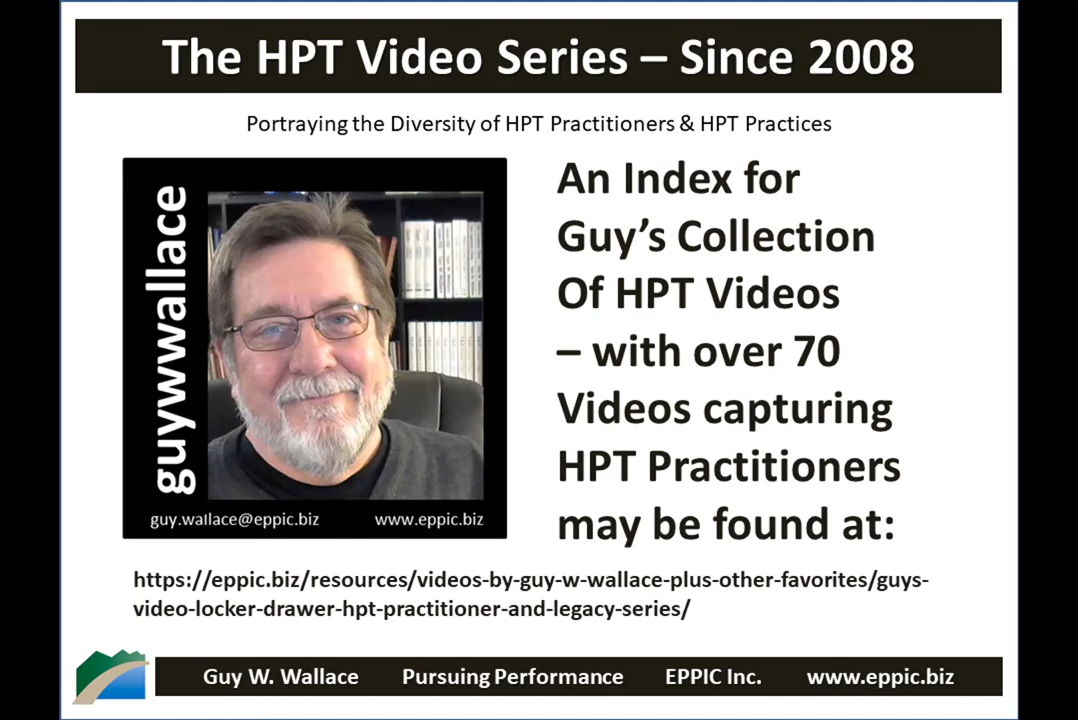 The HPT Video Series – Since 2008
Portraying the Diversity of HPT Practitioners & HPT Practices
guywwallace
guy.wallace@eppic.biz www.eppic.biz
An Index for
Guy’s Collection
Of HPT Videos
– with over 70
Videos capturing
HPT Practitioners
may be found at:
https://eppic.biz/resources/videos-by-guy-w-wallace-plus-other-favorites/guys-
video-locker-drawer-hpt-practitioner-and-legacy-series/
Guy W. Wallace Pursuing Performance EPPIC Inc. www.eppic.biz